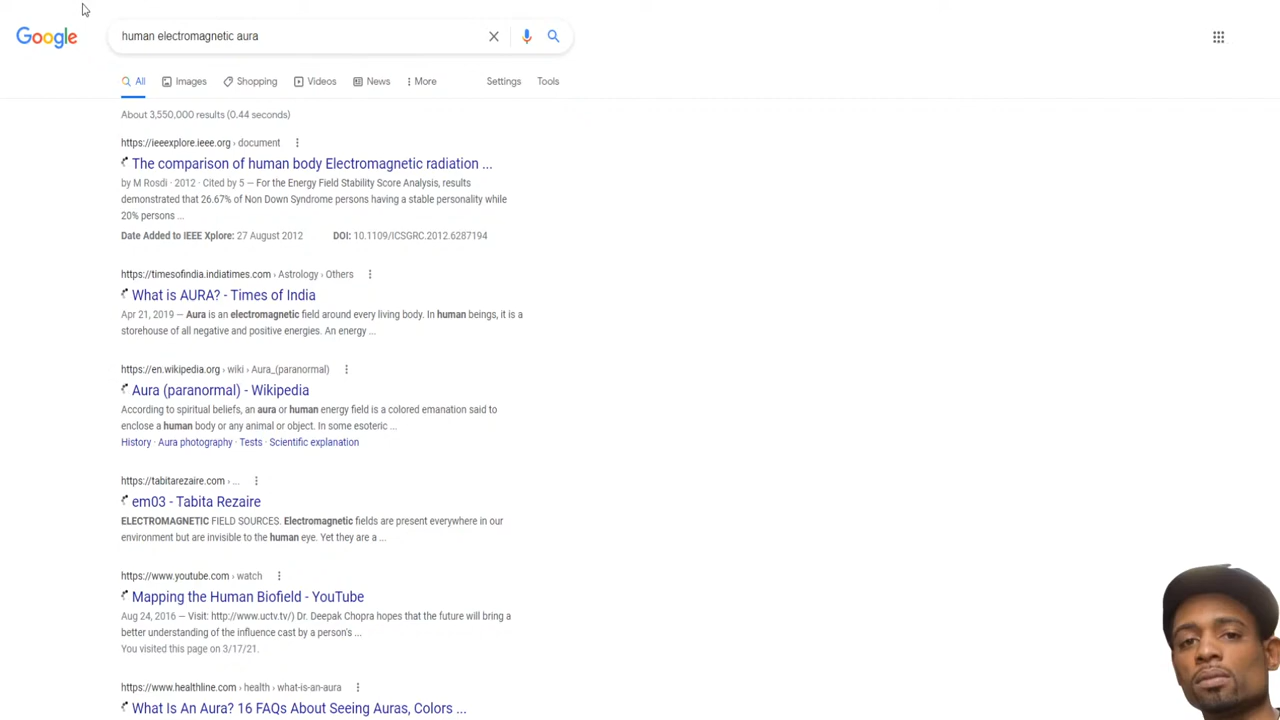 Google
human electromagnetic aura
All Images Shopping Videos News More Settings Tools
About 3,550,000 results (0.44 seconds)
https://ieeexplore.ieee.org › document
The comparison of human body Electromagnetic radiation ...
by M Rosdi · 2012 · Cited by 5 — For the Energy Field Stability Score Analysis, results
demonstrated that 26.67% of Non Down Syndrome persons having a stable personality while
20% persons ...
Date Added to IEEE Xplore: 27 August 2012 DOI: 10.1109/ICSGRC.2012.6287194
https://timesofindia.indiatimes.com › Astrology › Others
What is AURA? - Times of India
Apr 21, 2019 — Aura is an electromagnetic field around every living body. In human beings, it is a
storehouse of all negative and positive energies. An energy ...
https://en.wikipedia.org › wiki › Aura_(paranormal)
Aura (paranormal) - Wikipedia
According to spiritual beliefs, an aura or human energy field is a colored emanation said to
enclose a human body or any animal or object. In some esoteric ...
History · Aura photography · Tests · Scientific explanation
https://tabitarezaire.com › ...
em03 - Tabita Rezaire
ELECTROMAGNETIC FIELD SOURCES. Electromagnetic fields are present everywhere in our
environment but are invisible to the human eye. Yet they are a ...
https://www.youtube.com › watch
Mapping the Human Biofield - YouTube
Aug 24, 2016 — Visit: http://www.uctv.tv/) Dr. Deepak Chopra hopes that the future will bring a
better understanding of the influence cast by a person's ...
You visited this page on 3/17/21.
https://www.healthline.com › health › what-is-an-aura
What Is An Aura? 16 FAQs About Seeing Auras, Colors ...